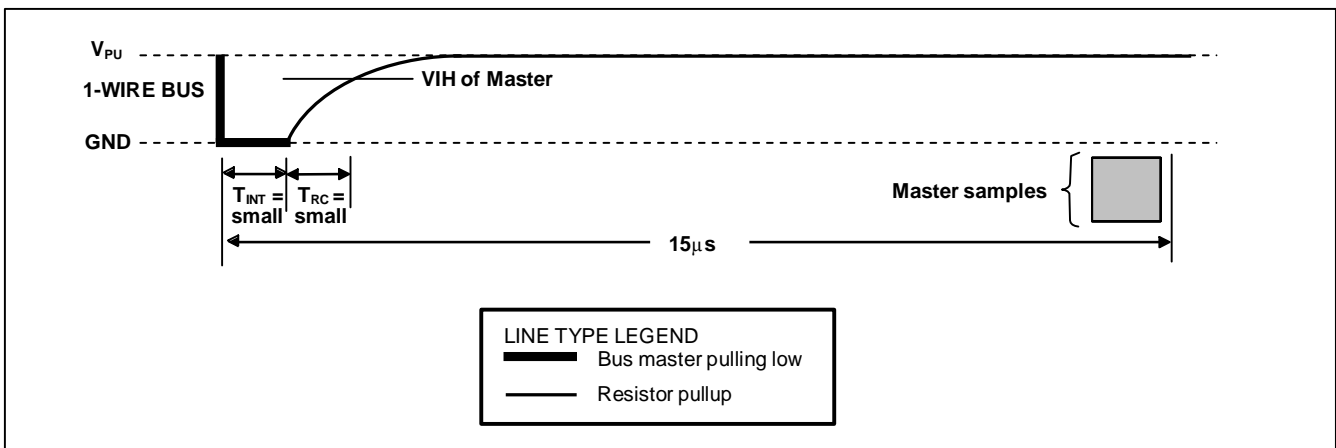 VPU
1-WIRE BUS
VIH of Master
GND
TINT =
small
TRC =
small
Master samples
15μs
LINE TYPE LEGEND
Bus master pulling low
Resistor pullup